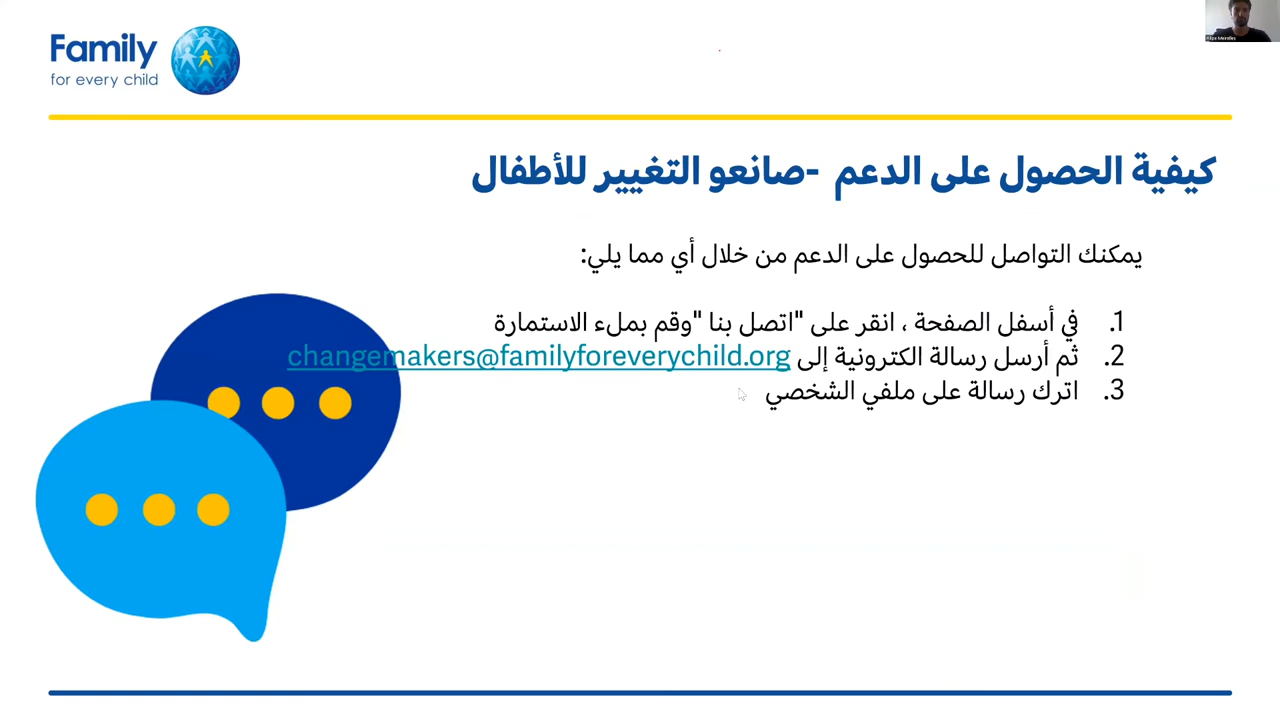 Family
for every child
كيفية الحصول على الدعم -صانعو التغيير للأطفال
يمكنك التواصل للحصول على الدعم من خلال أي مما يلي:
1. في أسفل الصفحة ، انقر على "اتصل بنا "وقم بملء الاستمارة
2. ثم أرسل رسالة الكترونية إلى changemakers@familyforeverychild.org
3. اترك رسالة على ملفي الشخصي